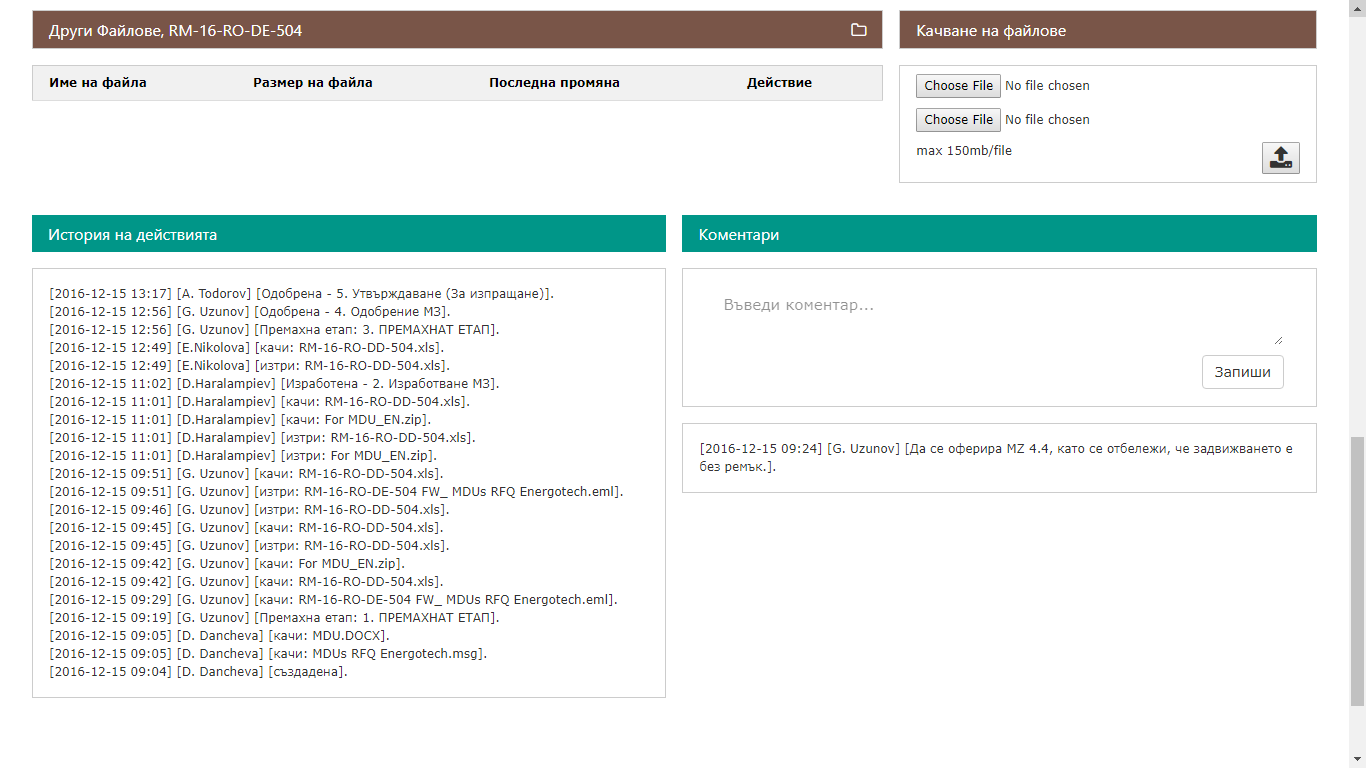 Други Файлове, RM-16-RO-DE-504
Име на файла Размер на файла Последна промяна Действие
Качване на файлове
Choose File No file chosen
Choose File No file chosen
max 150mb/file
История на действията
[2016-12-15 13:17] [A. Todorov] [Одобрена - 5. Утвърждаване (За изпращане)].
[2016-12-15 12:56] [G. Uzunov] [Одобрена - 4. Одобрение МЗ].
[2016-12-15 12:56] [G. Uzunov] [Премахна етап: 3. ПРЕМАХНАТ ЕТАП].
[2016-12-15 12:49] [E.Nikolova] [качи: RM-16-RO-DD-504.xls].
[2016-12-15 12:49] [E.Nikolova] [изтри: RM-16-RO-DD-504.xls].
[2016-12-15 11:02] [D.Haralampiev] [Изработена - 2. Изработване МЗ].
[2016-12-15 11:01] [D.Haralampiev] [качи: RM-16-RO-DD-504.xls].
[2016-12-15 11:01] [D.Haralampiev] [качи: For MDU_EN.zip].
[2016-12-15 11:01] [D.Haralampiev] [изтри: RM-16-RO-DD-504.xls].
[2016-12-15 11:01] [D.Haralampiev] [изтри: For MDU_EN.zip].
[2016-12-15 09:51] [G. Uzunov] [качи: RM-16-RO-DD-504.xls].
[2016-12-15 09:51] [G. Uzunov] [изтри: RM-16-RO-DE-504 FW_ MDUs RFQ Energotech.eml].
[2016-12-15 09:46] [G. Uzunov] [изтри: RM-16-RO-DD-504.xls].
[2016-12-15 09:45] [G. Uzunov] [качи: RM-16-RO-DD-504.xls].
[2016-12-15 09:45] [G. Uzunov] [изтри: RM-16-RO-DD-504.xls].
[2016-12-15 09:42] [G. Uzunov] [качи: For MDU_EN.zip].
[2016-12-15 09:42] [G. Uzunov] [качи: RM-16-RO-DD-504.xls].
[2016-12-15 09:29] [G. Uzunov] [качи: RM-16-RO-DE-504 FW_ MDUs RFQ Energotech.eml].
[2016-12-15 09:19] [G. Uzunov] [Премахна етап: 1. ПРЕМАХНАТ ЕТАП].
[2016-12-15 09:05] [D. Dancheva] [качи: MDU.DOCX].
[2016-12-15 09:05] [D. Dancheva] [качи: MDUs RFQ Energotech.msg].
[2016-12-15 09:04] [D. Dancheva] [създадена].
Коментари
Въведи коментар...
Запиши
[2016-12-15 09:24] [G. Uzunov] [Да се оферира MZ 4.4, като се отбележи, че задвижването е
без ремък.].